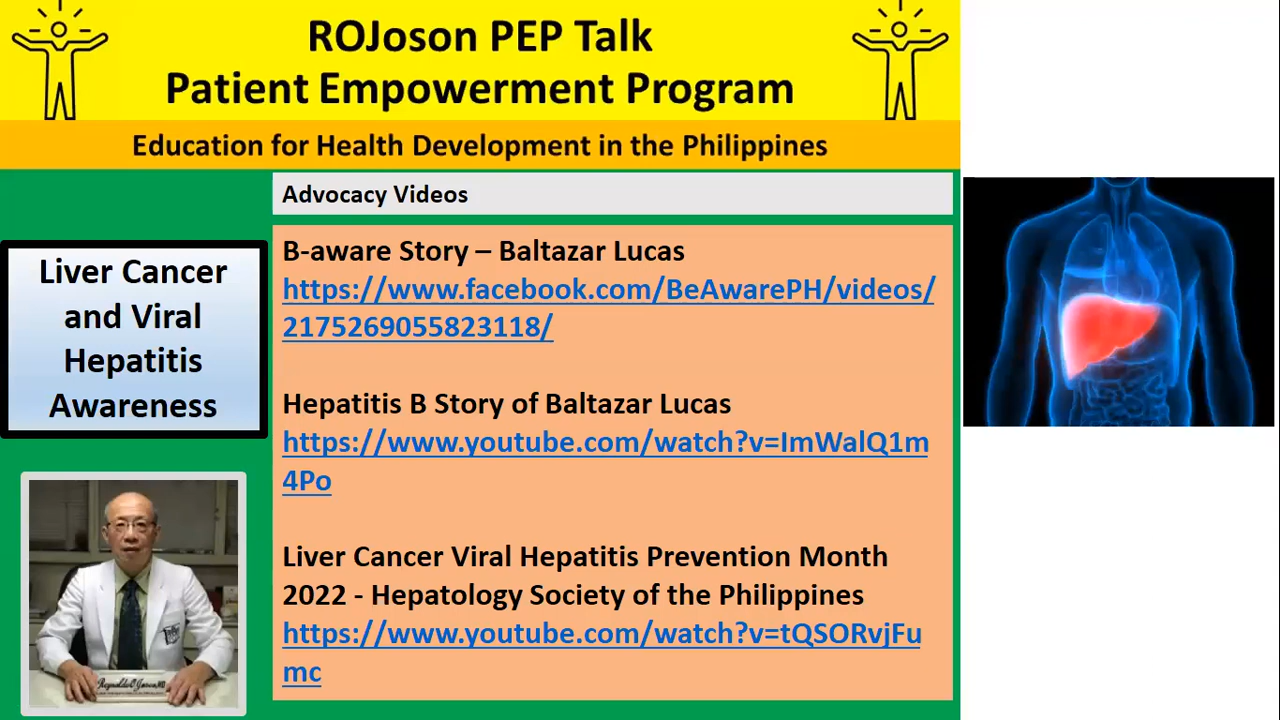 ROJoson PEP Talk
Patient Empowerment Program
Education for Health Development in the Philippines
Advocacy Videos
Liver Cancer
and Viral
Hepatitis
Awareness
B-aware Story – Baltazar Lucas
https://www.facebook.com/BeAwarePH/videos/
2175269055823118/
Hepatitis B Story of Baltazar Lucas
https://www.youtube.com/watch?v=ImWalQ1m
4Po
Liver Cancer Viral Hepatitis Prevention Month
2022 - Hepatology Society of the Philippines
https://www.youtube.com/watch?v=tQSORvjFu
mc
Reynaldo O. Joson, MD